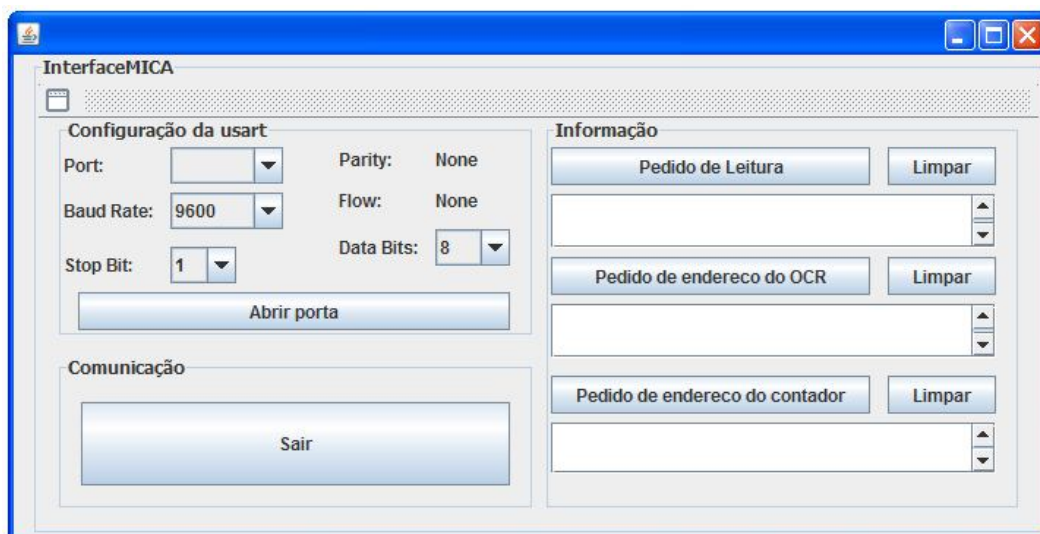 InterfaceMICA
Configuração da usart
Port:
Parity: None
Baud Rate: 9600
Flow: None
Stop Bit: 1
Data Bits: 8
Abrir porta
Comunicação
Sair
Informação
Pedido de Leitura Limpar
Pedido de endereco do OCR Limpar
Pedido de endereco do contador Limpar